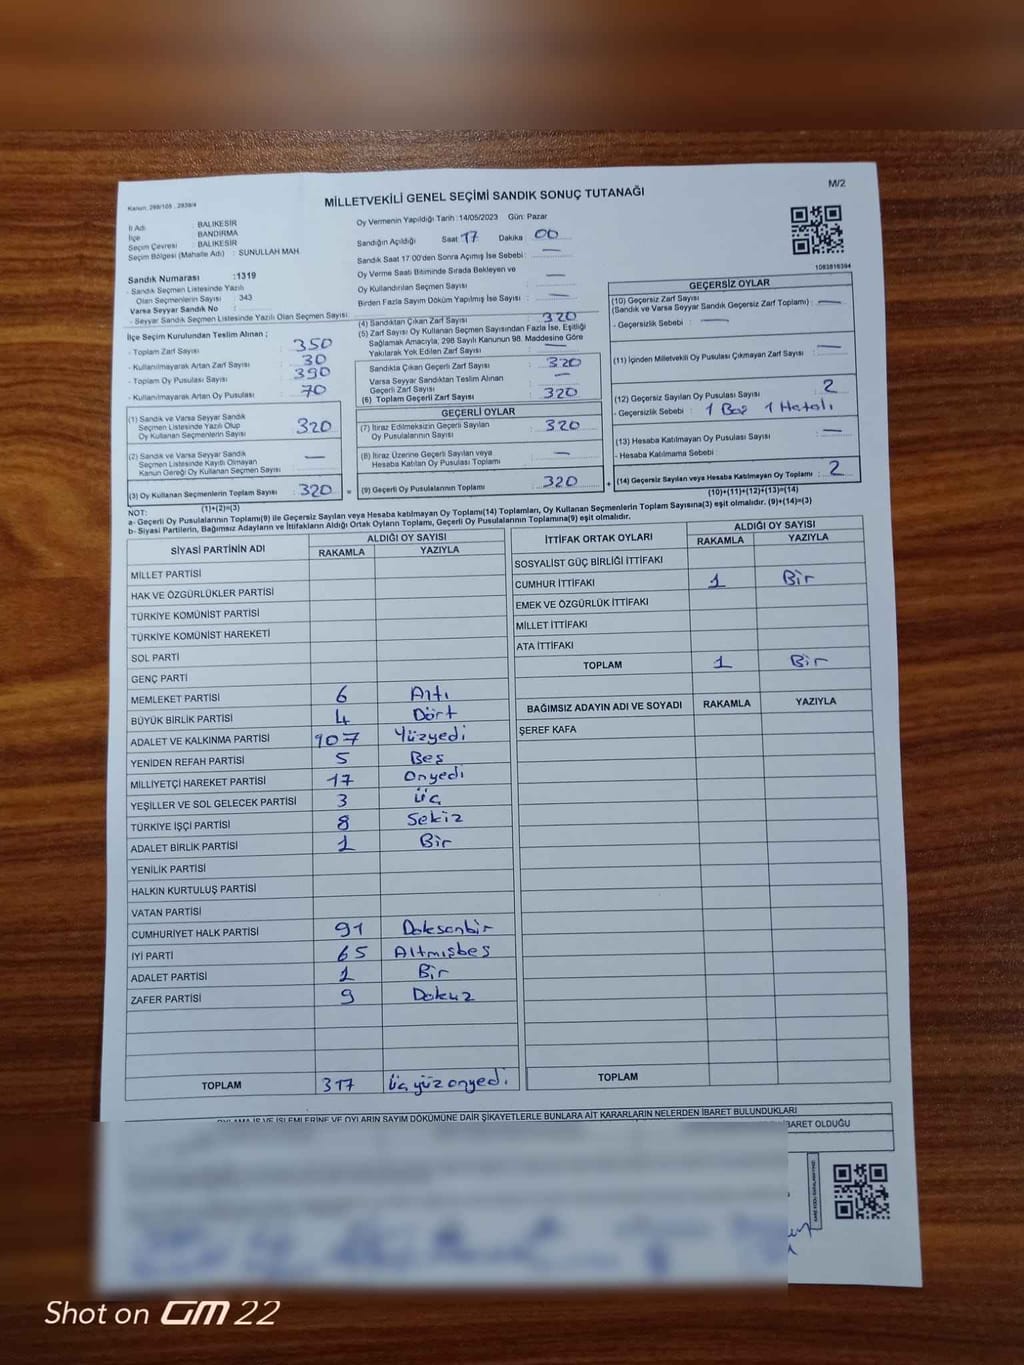 M/2
MİLLETVEKİLİ GENEL SEÇİMİ SANDIK SONUÇ TUTANAĞI
Kanun. 298/105 , 2839/4
İl Adı : BALIKESİR
İlçe : BANDIRMA
Seçim Çevresi : BALIKESİR
Seçim Bölgesi (Mahalle Adı) : SUNULLAH MAH.
Sandık Numarası :1319
- Sandık Seçmen Listesinde Yazılı
Olan Seçmenlerin Sayısı : 343
Varsa Seyyar Sandık No :
- Seyyar Sandık Seçmen Listesinde Yazılı Olan Seçmen Sayısı:
İlçe Seçim Kurulundan Teslim Alınan ;
- Toplam Zarf Sayısı : 350
- Kullanılmayarak Artan Zarf Sayısı : 30
- Toplam Oy Pusulası Sayısı : 390
- Kullanılmayarak Artan Oy Pusulası : 70
(1) Sandık ve Varsa Seyyar Sandık
Seçmen Listesinde Yazılı Olup
Oy Kullanan Seçmenlerin Sayısı : 320
(2) Sandık ve Varsa Seyyar Sandık
Seçmen Listesinde Kayıtlı Olmayan
Kanun Gereği Oy Kullanan Seçmen Sayısı : —
(3) Oy Kullanan Seçmenlerin Toplam Sayısı : 320
(1)+(2)=(3)
Oy Vermenin Yapıldığı Tarih :14/05/2023 Gün: Pazar
Sandığın Açıldığı Saat 17 Dakika 00
Sandık Saat 17:00'den Sonra Açımış İse Sebebi : —
Oy Verme Saati Bitiminde Sırada Bekleyen ve
Oy Kullandırılan Seçmen Sayısı : —
Birden Fazla Sayım Döküm Yapılmış İse Sayısı : —
(4) Sandıktan Çıkan Zarf Sayısı : 320
(5) Zarf Sayısı Oy Kullanan Seçmen Sayısından Fazla İse, Eşitliği
Sağlamak Amacıyla, 298 Sayılı Kanunun 98. Maddesine Göre
Yakılarak Yok Edilen Zarf Sayısı : —
Sandıkta Çıkan Geçerli Zarf Sayısı : 320
Varsa Seyyar Sandıktan Teslim Alınan
Geçerli Zarf Sayısı : —
(6) Toplam Geçerli Zarf Sayısı : 320
GEÇERLİ OYLAR
(7) İtiraz Edilmeksizin Geçerli Sayılan
Oy Pusulalarının Sayısı : 320
(8) İtiraz Üzerine Geçerli Sayılan veya
Hesaba Katılan Oy Pusulası Toplamı : —
= (9) Geçerli Oy Pusulalarının Toplamı : 320
1083816394
GEÇERSİZ OYLAR
(10) Geçersiz Zarf Sayısı
(Sandık ve Varsa Seyyar Sandık Geçersiz Zarf Toplamı) : —
- Geçersizlik Sebebi : —
(11) İçinden Milletvekili Oy Pusulası Çıkmayan Zarf Sayısı : —
(12) Geçersiz Sayılan Oy Pusulası Sayısı : 2
- Geçersizlik Sebebi : 1 Boş 1 Hatalı
(13) Hesaba Katılmayan Oy Pusulası Sayısı : —
- Hesaba Katılmama Sebebi :
+ (14) Geçersiz Sayılan veya Hesaba Katılmayan Oy Toplamı : 2
(10)+(11)+(12)+(13)=(14)
NOT:
a- Geçerli Oy Pusulalarının Toplamı(9) ile Geçersiz Sayılan veya Hesaba katılmayan Oy Toplamı(14) Toplamları, Oy Kullanan Seçmenlerin Toplam Sayısına(3) eşit olmalıdır. (9)+(14)=(3)
b- Siyasi Partilerin, Bağımsız Adayların ve İttifakların Aldığı Ortak Oyların Toplamı, Geçerli Oy Pusulalarının Toplamına(9) eşit olmalıdır.
SİYASİ PARTİNİN ADI ALDIĞI OY SAYISI
RAKAMLA YAZIYLA
MİLLET PARTİSİ
HAK VE ÖZGÜRLÜKLER PARTİSİ
TÜRKİYE KOMÜNİST PARTİSİ
TÜRKİYE KOMÜNİST HAREKETİ
SOL PARTİ
GENÇ PARTİ
MEMLEKET PARTİSİ 6 Altı
BÜYÜK BİRLİK PARTİSİ 4 Dört
ADALET VE KALKINMA PARTİSİ 107 Yüzyedi
YENİDEN REFAH PARTİSİ 5 Beş
MİLLİYETÇİ HAREKET PARTİSİ 17 Onyedi
YEŞİLLER VE SOL GELECEK PARTİSİ 3 Üç
TÜRKİYE İŞÇİ PARTİSİ 8 Sekiz
ADALET BİRLİK PARTİSİ 1 Bir
YENİLİK PARTİSİ
HALKIN KURTULUŞ PARTİSİ
VATAN PARTİSİ
CUMHURİYET HALK PARTİSİ 91 Doksanbir
İYİ PARTİ 65 Altmışbeş
ADALET PARTİSİ 1 Bir
ZAFER PARTİSİ 9 Dokuz
TOPLAM 317 Üç yüz onyedi
İTTİFAK ORTAK OYLARI ALDIĞI OY SAYISI
RAKAMLA YAZIYLA
SOSYALİST GÜÇ BİRLİĞİ İTTİFAKI
CUMHUR İTTİFAKI 1 Bir
EMEK VE ÖZGÜRLÜK İTTİFAKI
MİLLET İTTİFAKI
ATA İTTİFAKI
TOPLAM 1 Bir
BAĞIMSIZ ADAYIN ADI VE SOYADI RAKAMLA YAZIYLA
ŞEREF KAFA
TOPLAM
İŞ VE İŞLEMLERİNE VE OYLARIN SAYIM DÖKÜMÜNE DAİR ŞİKAYETLERLE BUNLARA AİT KARARLARIN NELERDEN İBARET BULUNDUKLARI
İBARET OLDUĞU
Shot on GM 22